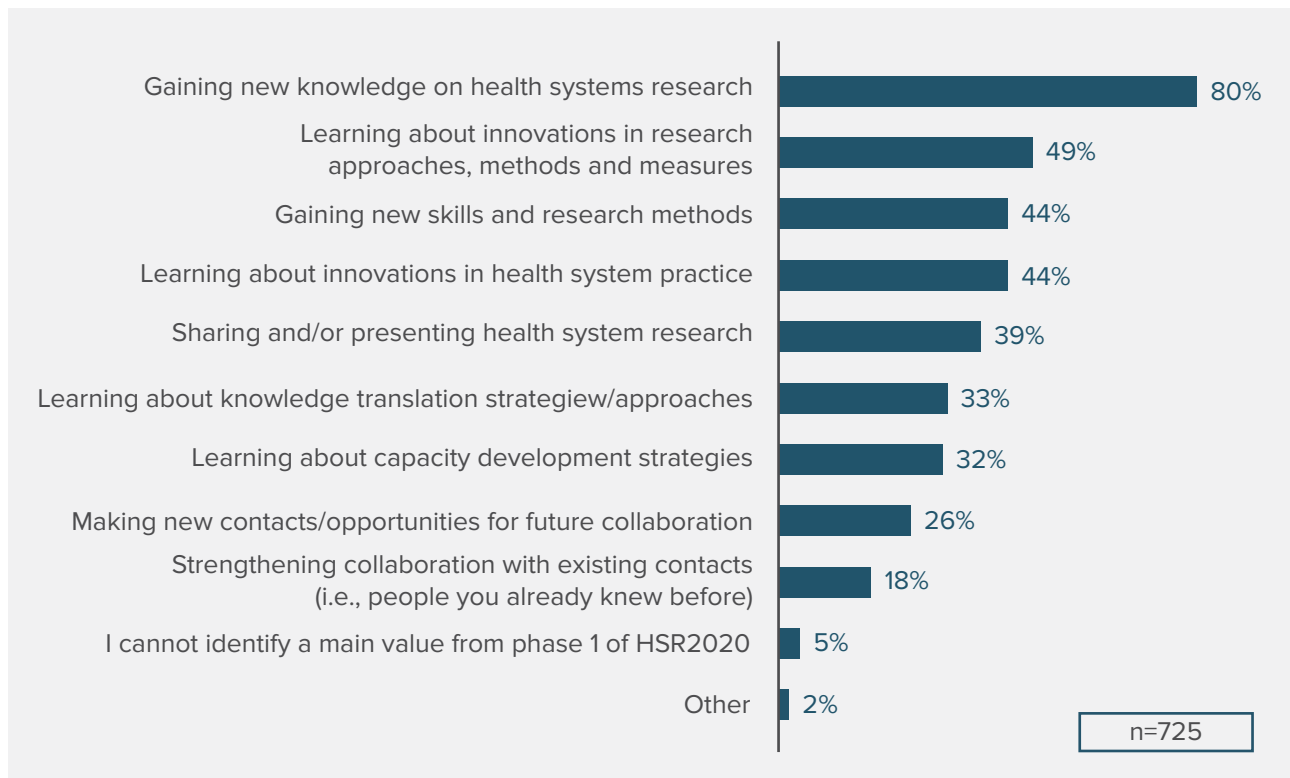 Gaining new knowledge on health systems research
80%
Learning about innovations in research
approaches, methods and measures
49%
Gaining new skills and research methods
44%
Learning about innovations in health system practice
44%
Sharing and/or presenting health system research
39%
Learning about knowledge translation strategiew/approaches
33%
Learning about capacity development strategies
32%
Making new contacts/opportunities for future collaboration
26%
Strengthening collaboration with existing contacts
(i.e., people you already knew before)
18%
I cannot identify a main value from phase 1 of HSR2020
5%
Other
2%
n=725